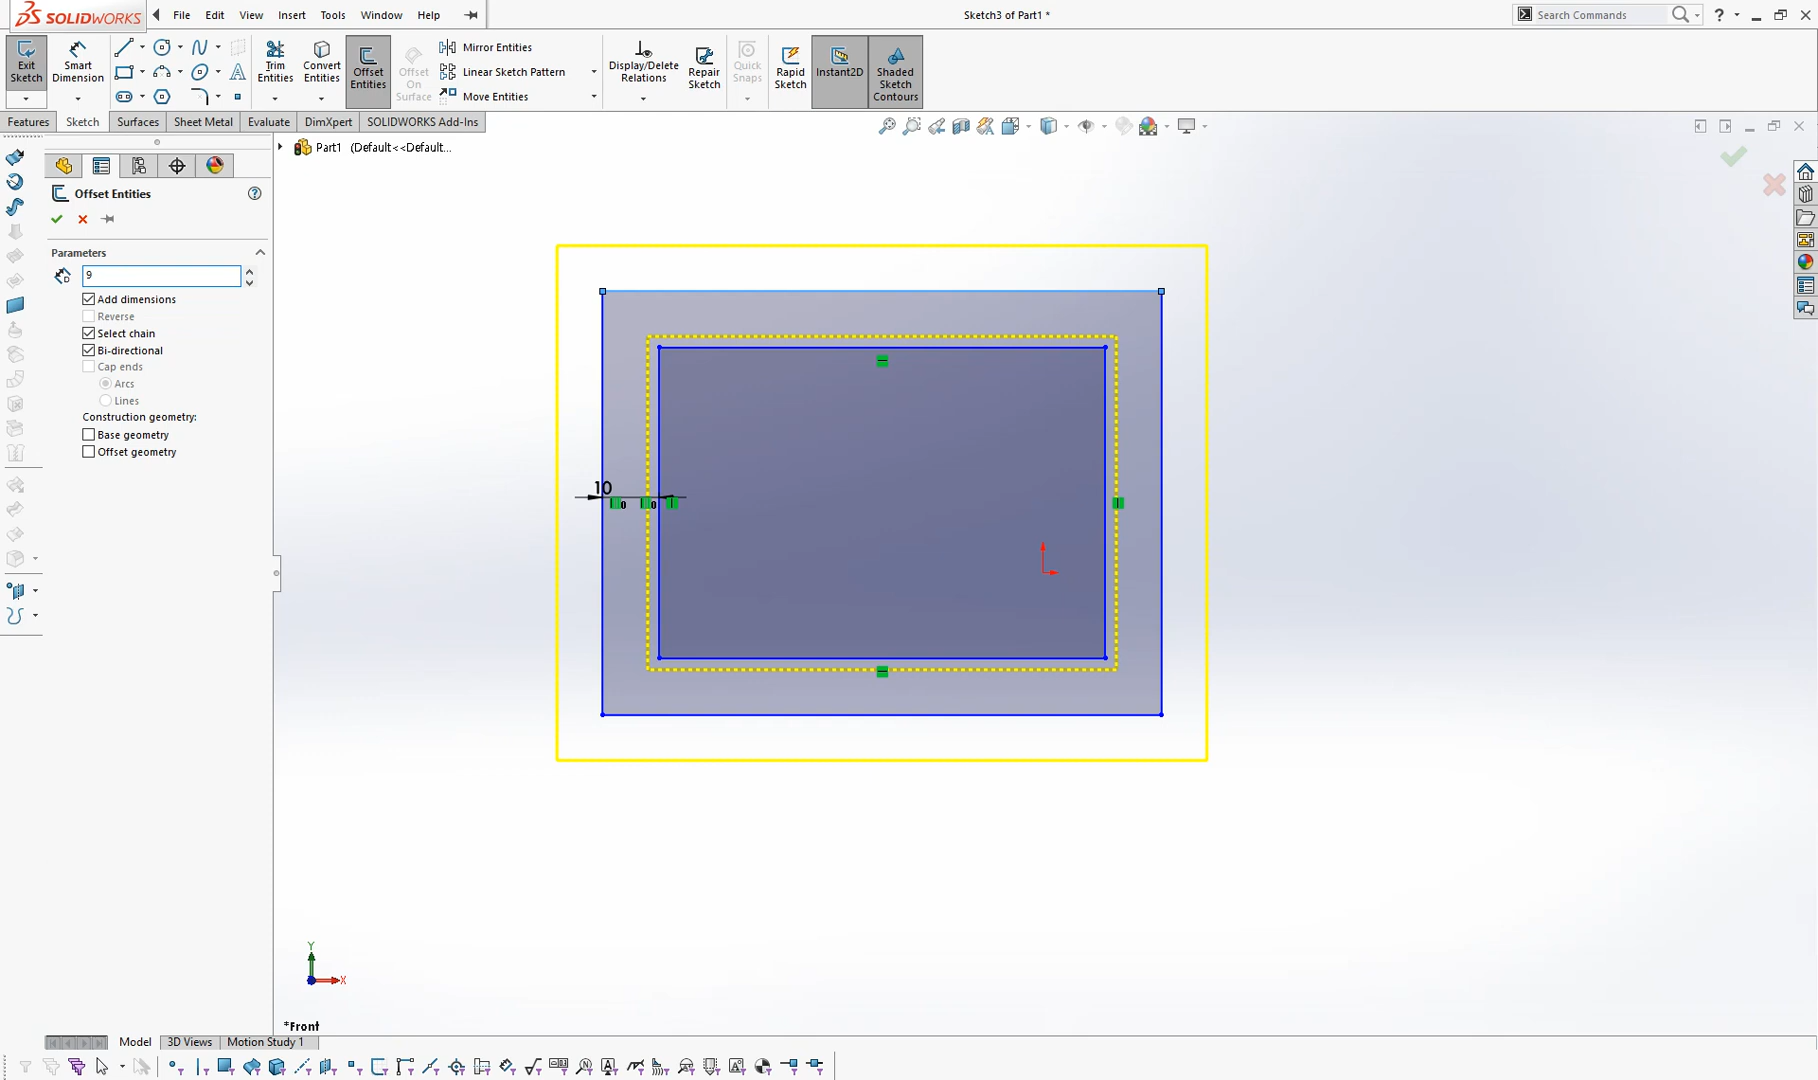 SOLIDWORKS File Edit View Insert Tools Window Help Sketch3 of Part1 * Search Commands ?
Exit Sketch Smart Dimension Trim Entities Convert Entities Offset Entities Offset On Surface Mirror Entities Linear Sketch Pattern Move Entities Display/Delete Relations Repair Sketch Quick Snaps Rapid Sketch Instant2D Shaded Sketch Contours
Features Sketch Surfaces Sheet Metal Evaluate DimXpert SOLIDWORKS Add-Ins
Part1 (Default<<Default...
Offset Entities
Parameters
9
Add dimensions
Reverse
Select chain
Bi-directional
Cap ends
Arcs
Lines
Construction geometry:
Base geometry
Offset geometry
10
0 0
Y
X
*Front
Model 3D Views Motion Study 1